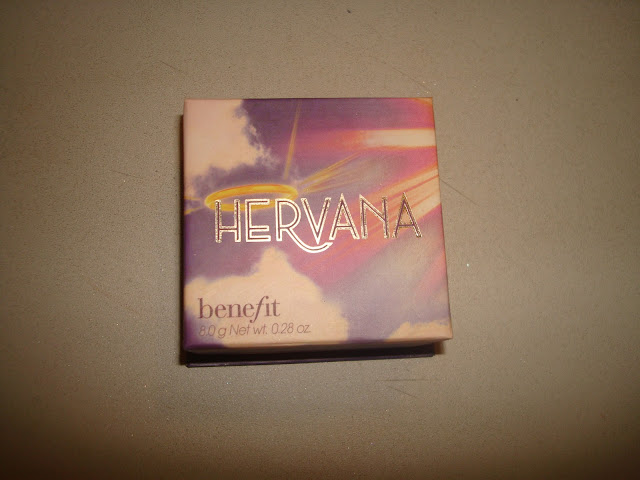 HERVANA
benefit
8.0 g Net wt. 0.28 oz.